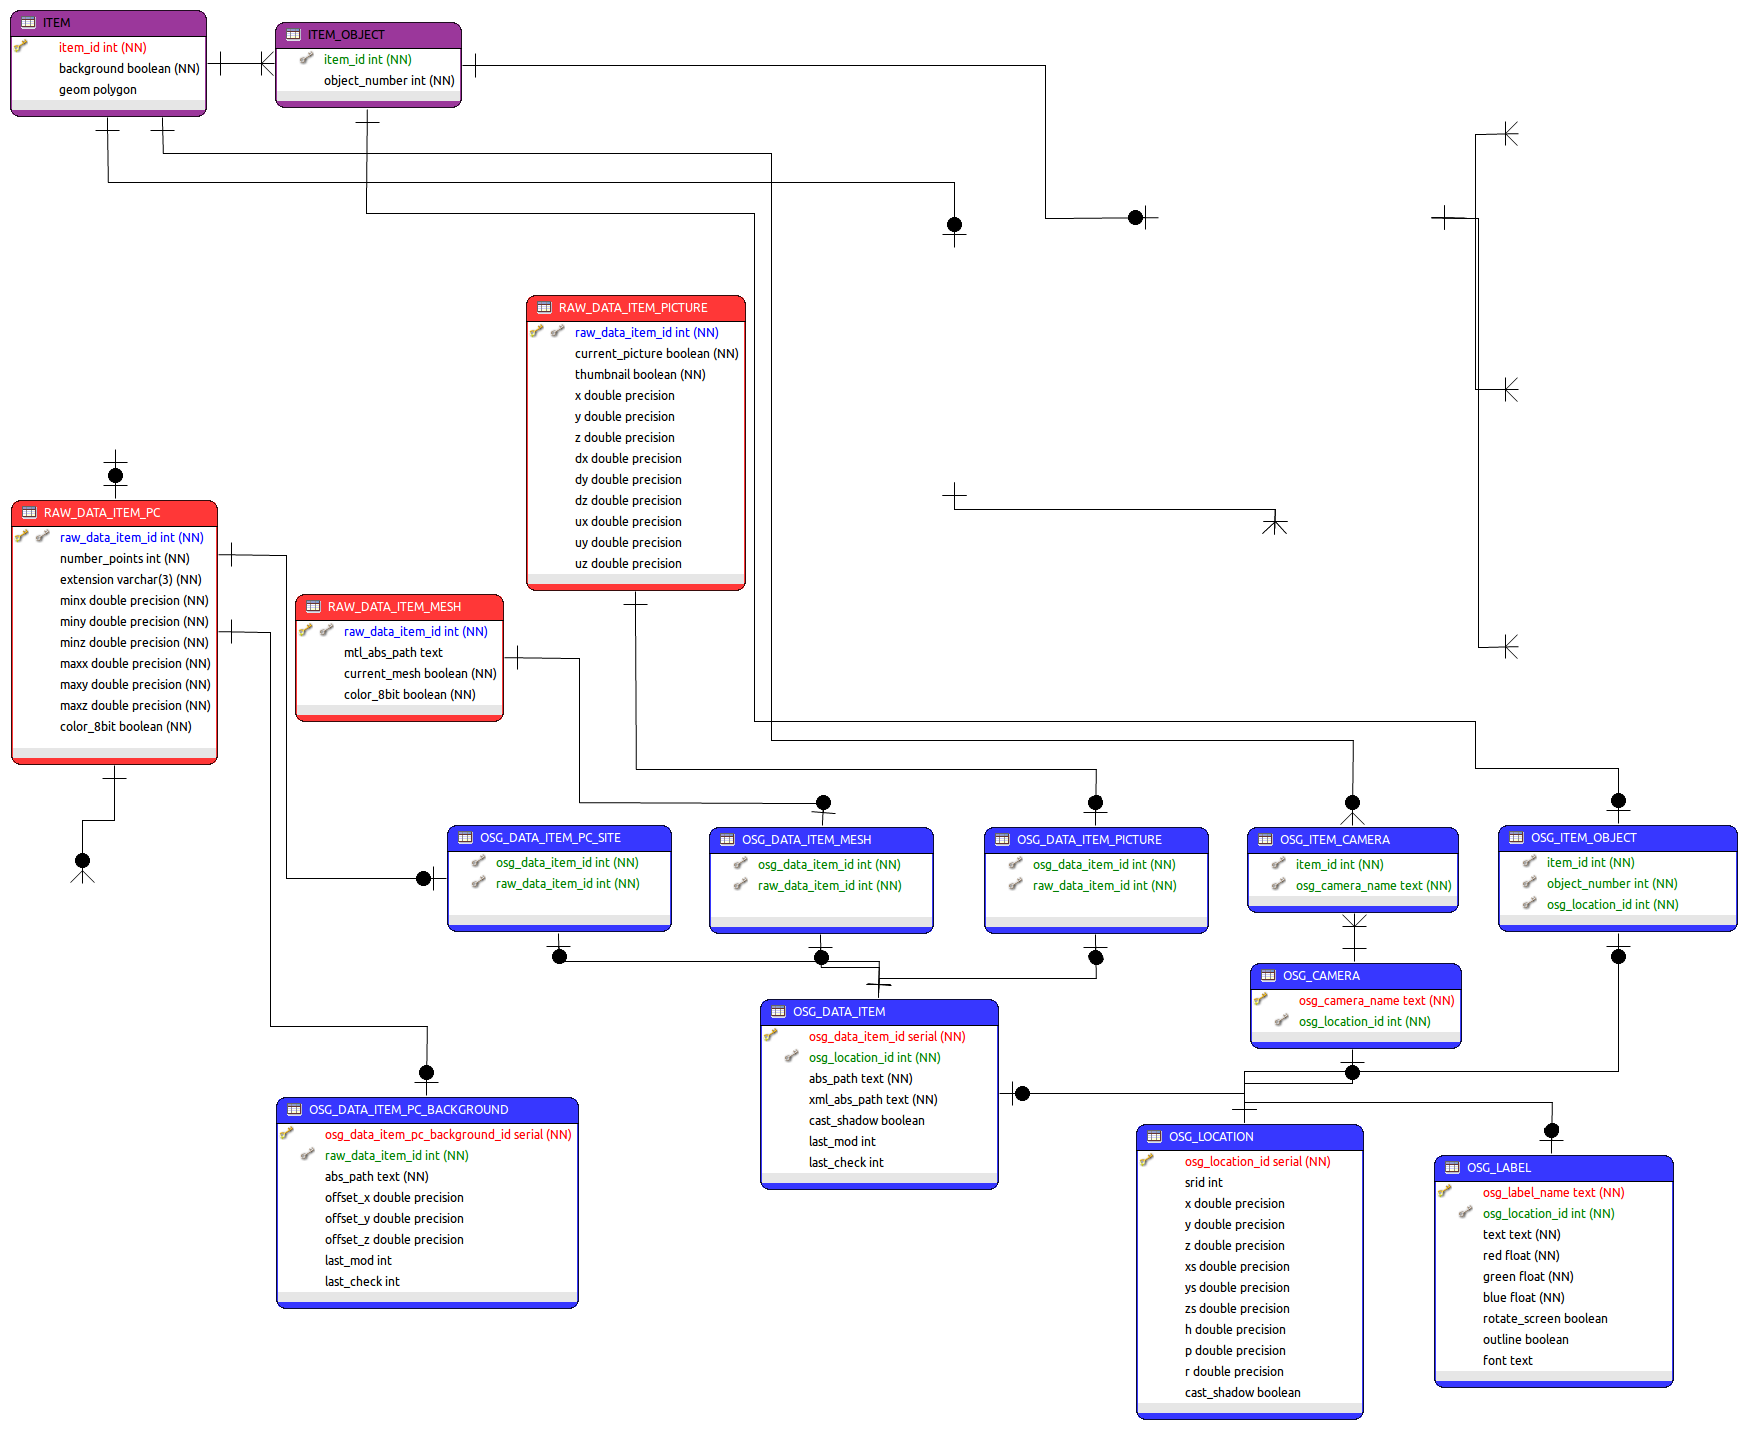 ITEM
item_id int (NN)
background boolean (NN)
geom polygon
ITEM_OBJECT
item_id int (NN)
object_number int (NN)
RAW_DATA_ITEM_PICTURE
raw_data_item_id int (NN)
current_picture boolean (NN)
thumbnail boolean (NN)
x double precision
y double precision
z double precision
dx double precision
dy double precision
dz double precision
ux double precision
uy double precision
uz double precision
RAW_DATA_ITEM_PC
raw_data_item_id int (NN)
number_points int (NN)
extension varchar(3) (NN)
minx double precision (NN)
miny double precision (NN)
minz double precision (NN)
maxx double precision (NN)
maxy double precision (NN)
maxz double precision (NN)
color_8bit boolean (NN)
RAW_DATA_ITEM_MESH
raw_data_item_id int (NN)
mtl_abs_path text
current_mesh boolean (NN)
color_8bit boolean (NN)
OSG_DATA_ITEM_PC_SITE
osg_data_item_id int (NN)
raw_data_item_id int (NN)
OSG_DATA_ITEM_MESH
osg_data_item_id int (NN)
raw_data_item_id int (NN)
OSG_DATA_ITEM_PICTURE
osg_data_item_id int (NN)
raw_data_item_id int (NN)
OSG_ITEM_CAMERA
item_id int (NN)
osg_camera_name text (NN)
OSG_ITEM_OBJECT
item_id int (NN)
object_number int (NN)
osg_location_id int (NN)
OSG_CAMERA
osg_camera_name text (NN)
osg_location_id int (NN)
OSG_DATA_ITEM
osg_data_item_id serial (NN)
osg_location_id int (NN)
abs_path text (NN)
xml_abs_path text (NN)
cast_shadow boolean
last_mod int
last_check int
OSG_DATA_ITEM_PC_BACKGROUND
osg_data_item_pc_background_id serial (NN)
raw_data_item_id int (NN)
abs_path text (NN)
offset_x double precision
offset_y double precision
offset_z double precision
last_mod int
last_check int
OSG_LOCATION
osg_location_id serial (NN)
srid int
x double precision
y double precision
z double precision
xs double precision
ys double precision
zs double precision
h double precision
p double precision
r double precision
cast_shadow boolean
OSG_LABEL
osg_label_name text (NN)
osg_location_id int (NN)
text text (NN)
red float (NN)
green float (NN)
blue float (NN)
rotate_screen boolean
outline boolean
font text